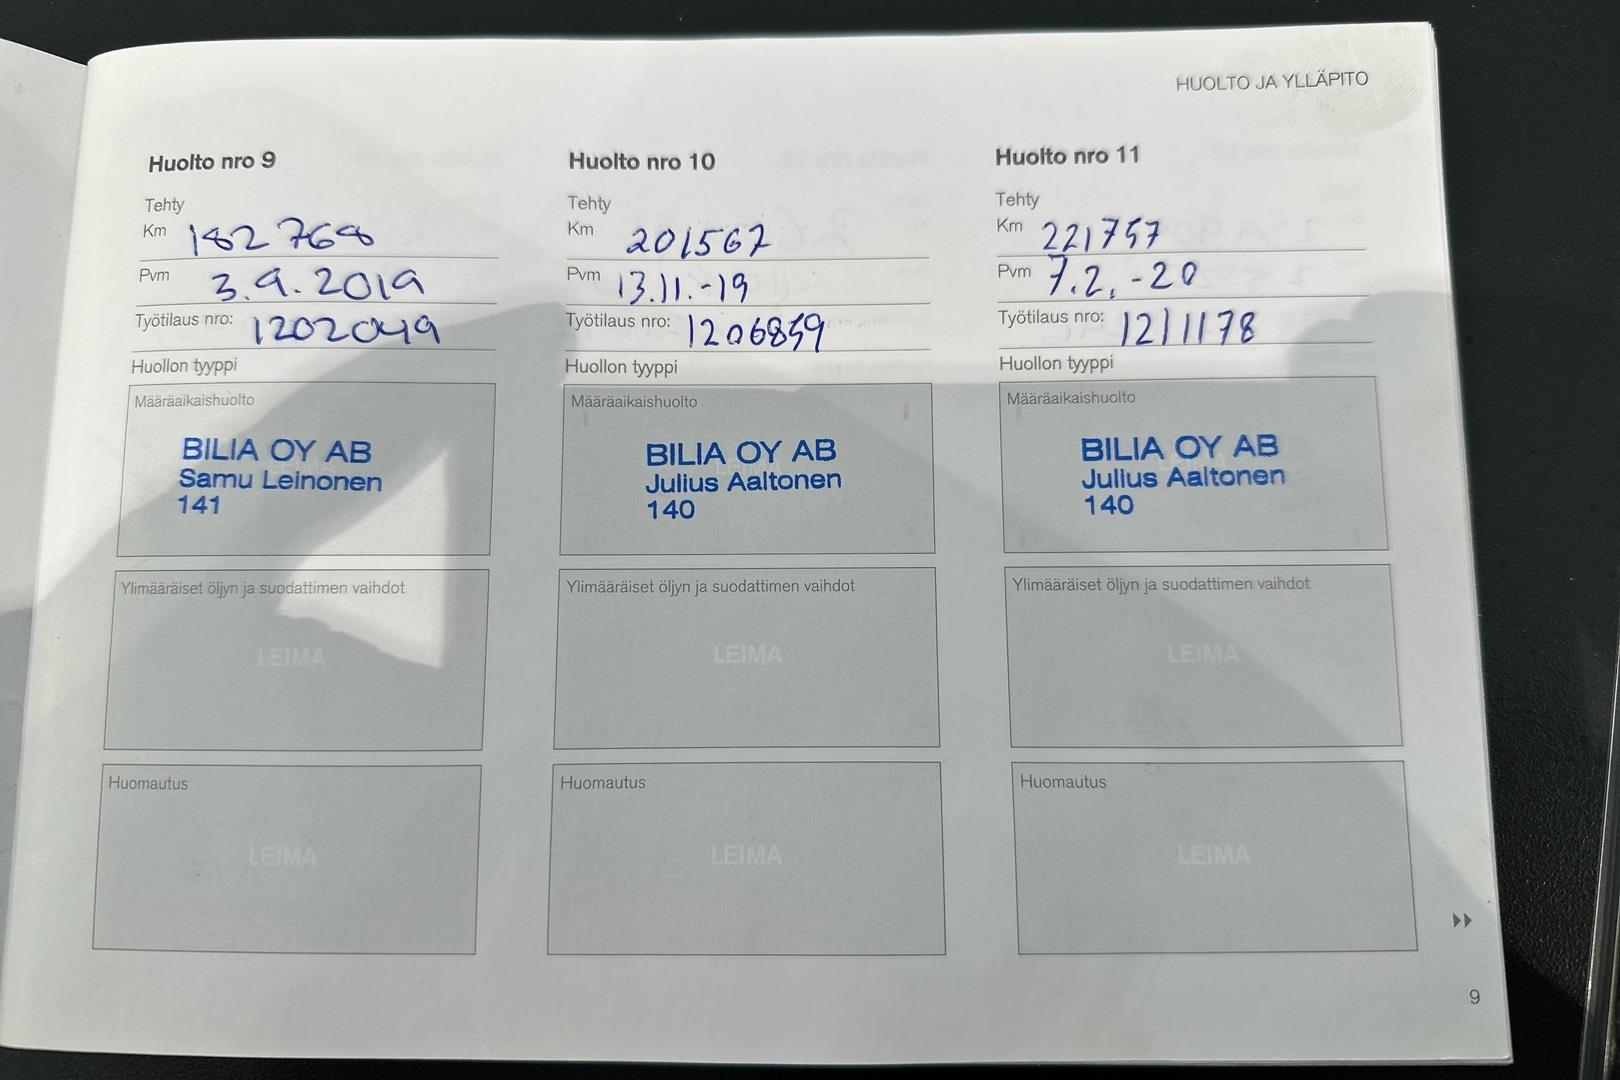 HUOLTO JA YLLÄPITO
Huolto nro 9
Tehty
Km 182 768
Pvm 3.9.2019
Työtilaus nro: 1202049
Huollon tyyppi
Määräaikaishuolto
LEIMA
BILIA OY AB
Samu Leinonen
141
Ylimääräiset öljyn ja suodattimen vaihdot
LEIMA
Huomautus
LEIMA
Huolto nro 10
Tehty
Km 201567
Pvm 13.11.-19
Työtilaus nro: 1206859
Huollon tyyppi
Määräaikaishuolto
LEIMA
BILIA OY AB
Julius Aaltonen
140
Ylimääräiset öljyn ja suodattimen vaihdot
LEIMA
Huomautus
LEIMA
Huolto nro 11
Tehty
Km 221757
Pvm 7.2.-20
Työtilaus nro: 1211178
Huollon tyyppi
Määräaikaishuolto
BILIA OY AB
Julius Aaltonen
140
Ylimääräiset öljyn ja suodattimen vaihdot
LEIMA
Huomautus
LEIMA
9